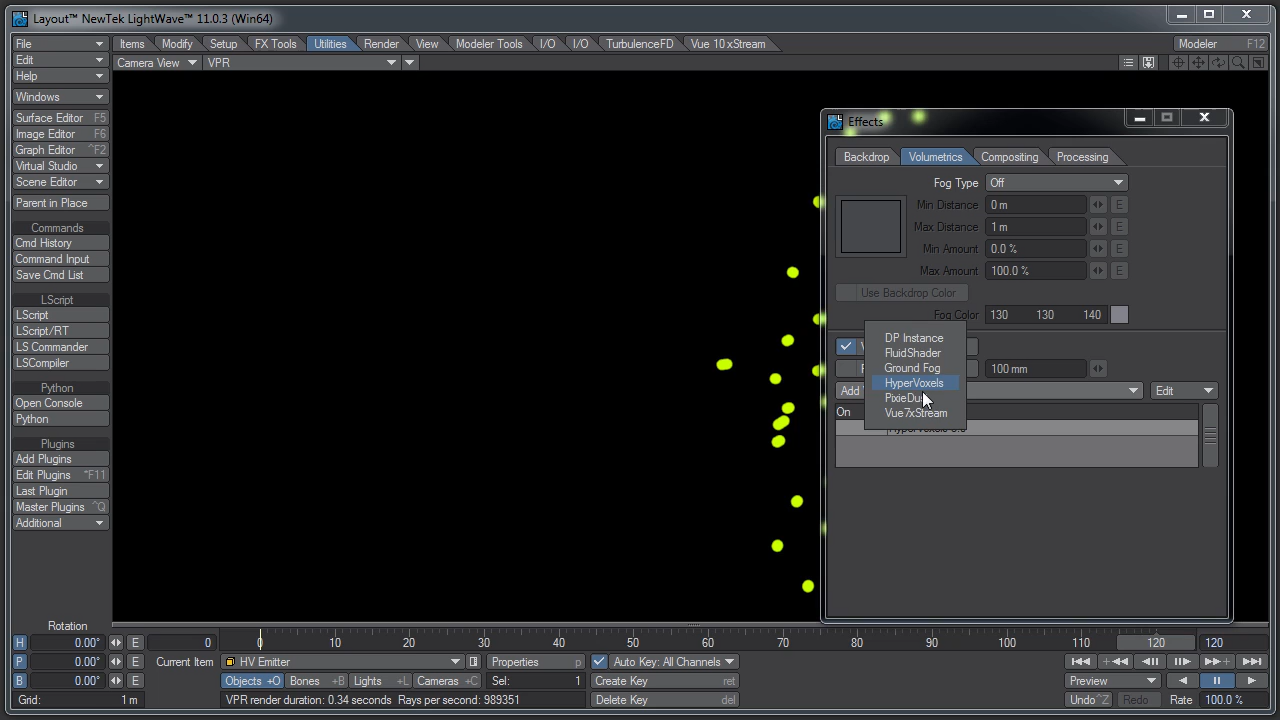 Layout™ NewTek LightWave™ 11.0.3 (Win64)
File Items Modify Setup FX Tools Utilities Render View Modeler Tools I/O I/O TurbulenceFD Vue 10 xStream Modeler F12
Edit Camera View VPR
Help
Windows
Surface Editor F5
Image Editor F6
Graph Editor ^F2
Virtual Studio
Scene Editor
Parent in Place
Commands
Cmd History
Command Input
Save Cmd List
LScript
LScript
LScript/RT
LS Commander
LSCompiler
Python
Open Console
Python
Plugins
Add Plugins
Edit Plugins ^F11
Last Plugin
Master Plugins ^Q
Additional
Effects
Backdrop Volumetrics Compositing Processing
Fog Type Off
Min Distance 0 m E
Max Distance 1 m E
Min Amount 0.0 % E
Max Amount 100.0 % E
Use Backdrop Color
Fog Color 130 130 140
100 mm
Add Edit
On
DP Instance
FluidShader
Ground Fog
HyperVoxels
Vue7xStream
Rotation
H 0.00° E 0 0 10 20 30 40 50 60 70 80 90 100 110 120 120
P 0.00° E Current Item HV Emitter Properties p Auto Key: All Channels
B 0.00° E Objects +O Bones +B Lights +L Cameras +C Sel: 1 Create Key ret Preview
Grid: 1 m VPR render duration: 0.34 seconds Rays per second: 989351 Delete Key del Undo ^Z Redo Rate 100.0 %